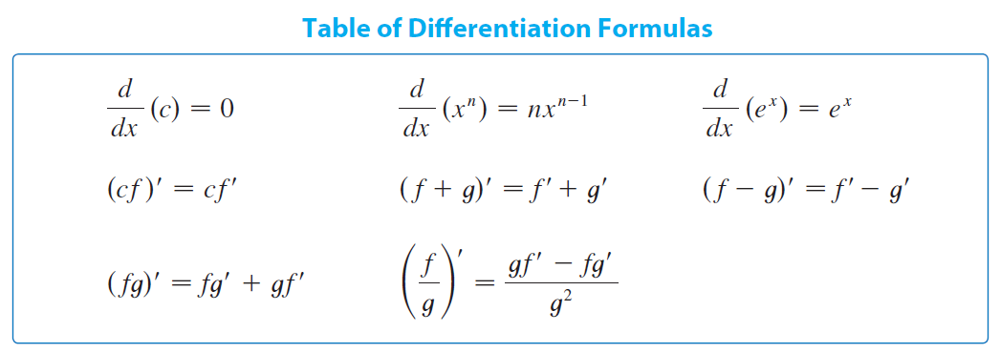 Table of Differentiation Formulas
d/dx (c) = 0    d/dx (xⁿ) = nxⁿ⁻¹    d/dx (eˣ) = eˣ
(cf)′ = cf′    (f + g)′ = f′ + g′    (f − g)′ = f′ − g′
(fg)′ = fg′ + gf′    (f/g)′ = (gf′ − fg′)/g²